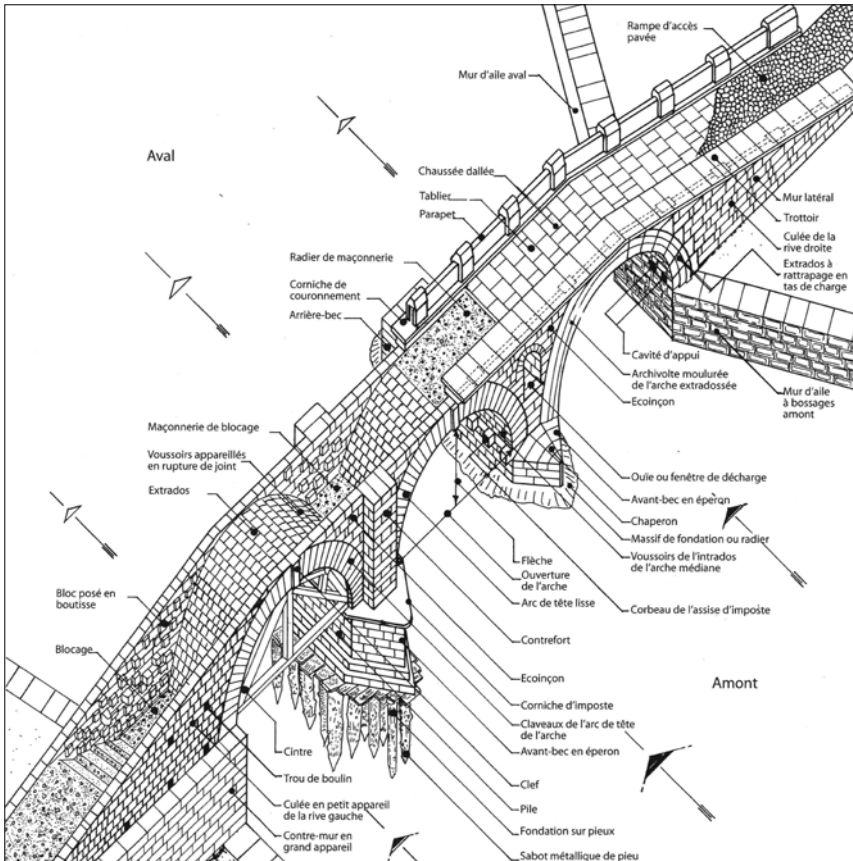 Rampe d'accès
pavée
Mur d'aile aval
Aval
Chaussée dallée
Tablier
Parapet
Mur latéral
Trottoir
Culée de la
rive droite
Extrados à
rattrapage en
tas de charge
Radier de maçonnerie
Corniche de
couronnement
Arrière-bec
Cavité d'appui
Archivolte moulurée
de l'arche extradossée
Ecoinçon
Mur d'aile
à bossages
amont
Maçonnerie de blocage
Voussoirs appareillés
en rupture de joint
Extrados
Ouïe ou fenêtre de décharge
Avant-bec en éperon
Chaperon
Massif de fondation ou radier
Voussoirs de l'intrados
de l'arche médiane
Flèche
Ouverture
de l'arche
Arc de tête lisse
Corbeau de l'assise d'imposte
Bloc posé en
boutisse
Blocage
Contrefort
Ecoinçon
Amont
Corniche d'imposte
Claveaux de l'arc de tête
de l'arche
Avant-bec en éperon
Cintre
Trou de boulin
Clef
Culée en petit appareil
de la rive gauche
Pile
Contre-mur en
grand appareil
Fondation sur pieux
Sabot métallique de pieu